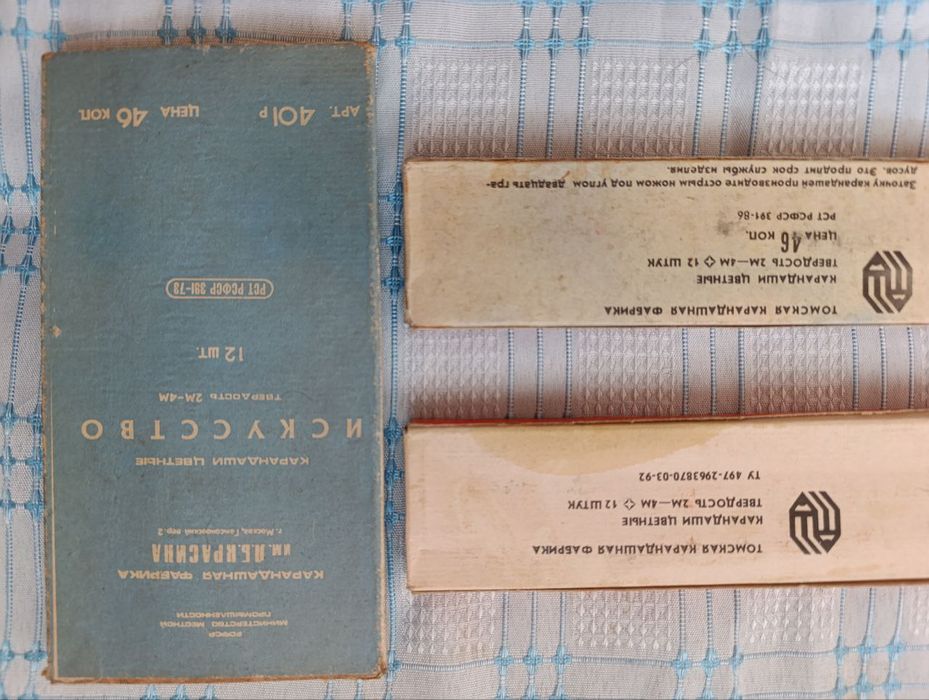 РСФСР
МИНИСТЕРСТВО МЕСТНОЙ
ПРОМЫШЛЕННОСТИ
КАРАНДАШНАЯ ФАБРИКА
им. Л.Б.КРАСИНА
г. Москва, Гамсоновский пер. 2
КАРАНДАШИ ЦВЕТНЫЕ
ИСКУССТВО
ТВЕРДОСТЬ 2М-4М
12 шт.
РСТ РСФСР 391-73
АРТ. 401 Р ЦЕНА 46 КОП.
ТОМСКАЯ КАРАНДАШНАЯ ФАБРИКА
КАРАНДАШИ ЦВЕТНЫЕ
ТВЕРДОСТЬ 2М—4М 12 ШТУК
ТУ 497-2963870-03-92
ТОМСКАЯ КАРАНДАШНАЯ ФАБРИКА
КАРАНДАШИ ЦВЕТНЫЕ
ТВЕРДОСТЬ 2М—4М 12 ШТУК
ЦЕНА 46 КОП.
РСТ РСФСР 391-86
Заточку карандашей производите острым ножом под углом двадцать гра-
дусов. Это продлит срок службы изделия.